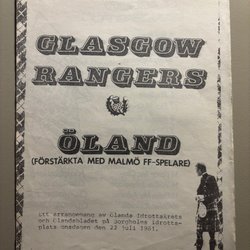 GLASGOW
RANGERS
ÖLAND
(FÖRSTÄRKTA MED MALMÖ FF-SPELARE)
Ett arrangemang av Ölands Idrottskrets
och Ölandsbladet på Borgholms Idrotts-
plats onsdagen den 22 juli 1981.